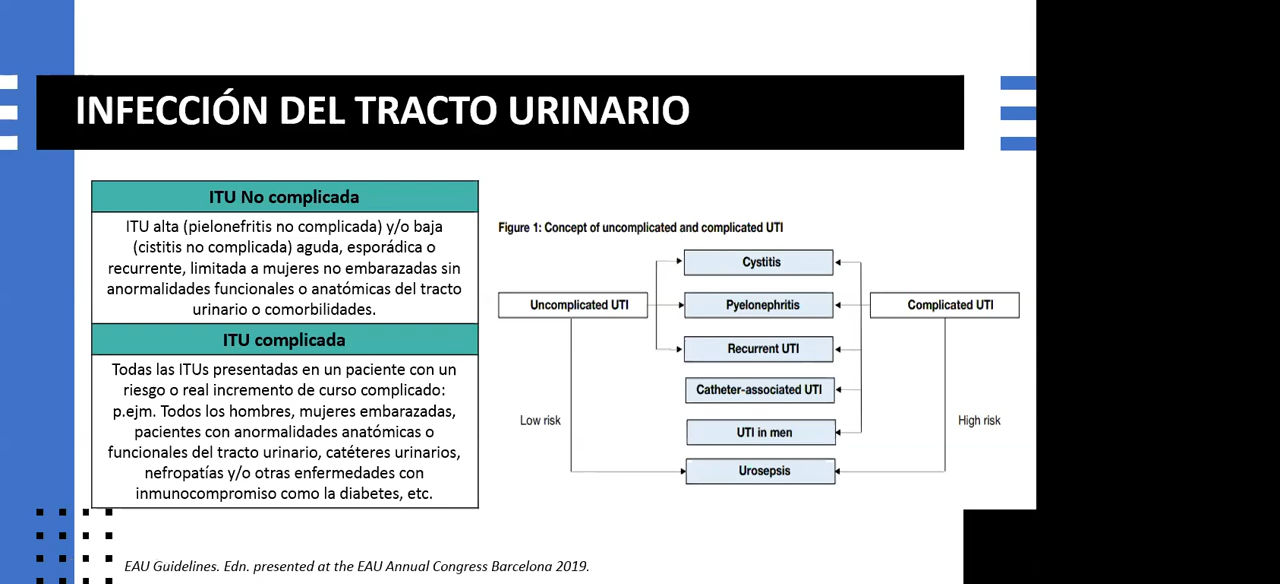 INFECCIÓN DEL TRACTO URINARIO
ITU No complicada
ITU alta (pielonefritis no complicada) y/o baja
(cistitis no complicada) aguda, esporádica o
recurrente, limitada a mujeres no embarazadas sin
anormalidades funcionales o anatómicas del tracto
urinario o comorbilidades.
ITU complicada
Todas las ITUs presentadas en un paciente con un
riesgo o real incremento de curso complicado:
p.ejm. Todos los hombres, mujeres embarazadas,
pacientes con anormalidades anatómicas o
funcionales del tracto urinario, catéteres urinarios,
nefropatías y/o otras enfermedades con
inmunocompromiso como la diabetes, etc.
Figure 1: Concept of uncomplicated and complicated UTI
Cystitis
Uncomplicated UTI
Pyelonephritis
Complicated UTI
Recurrent UTI
Catheter-associated UTI
Low risk
High risk
UTI in men
Urosepsis
EAU Guidelines. Edn. presented at the EAU Annual Congress Barcelona 2019.